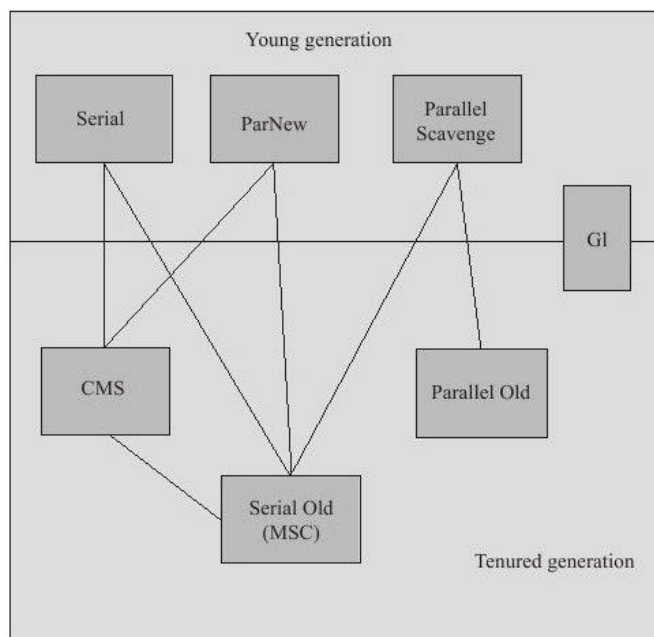 Young generation
Serial
ParNew
Parallel
Scavenge
Gl
CMS
Parallel Old
Serial Old
(MSC)
Tenured generation